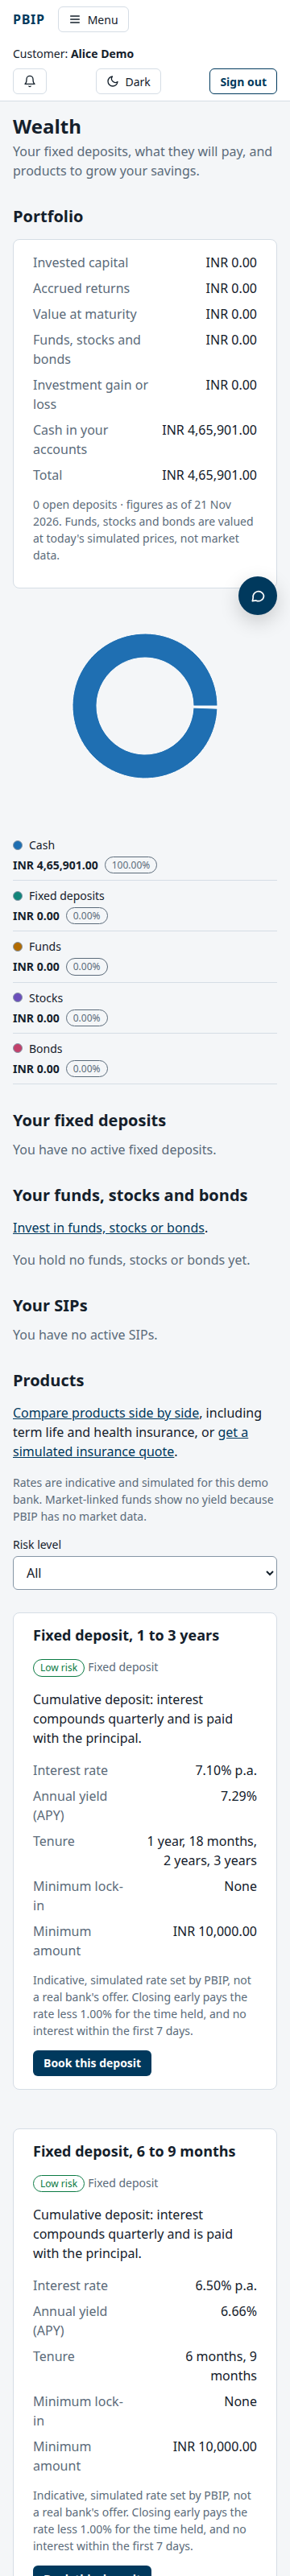 PBIP
Menu
Customer: Alice Demo
Dark
Sign out
Wealth
Your fixed deposits, what they will pay, and
products to grow your savings.
Portfolio
Invested capital INR 0.00
Accrued returns INR 0.00
Value at maturity INR 0.00
Funds, stocks and INR 0.00
bonds
Investment gain or INR 0.00
loss
Cash in your INR 4,65,901.00
accounts
Total INR 4,65,901.00
0 open deposits · figures as of 21 Nov
2026. Funds, stocks and bonds are valued
at today's simulated prices, not market
data.
Cash
INR 4,65,901.00 100.00%
Fixed deposits
INR 0.00 0.00%
Funds
INR 0.00 0.00%
Stocks
INR 0.00 0.00%
Bonds
INR 0.00 0.00%
Your fixed deposits
You have no active fixed deposits.
Your funds, stocks and bonds
Invest in funds, stocks or bonds.
You hold no funds, stocks or bonds yet.
Your SIPs
You have no active SIPs.
Products
Compare products side by side, including
term life and health insurance, or get a
simulated insurance quote.
Rates are indicative and simulated for this demo
bank. Market-linked funds show no yield because
PBIP has no market data.
Risk level
All
Fixed deposit, 1 to 3 years
Low risk Fixed deposit
Cumulative deposit: interest
compounds quarterly and is paid
with the principal.
Interest rate 7.10% p.a.
Annual yield 7.29%
(APY)
Tenure 1 year, 18 months,
2 years, 3 years
Minimum lock- None
in
Minimum INR 10,000.00
amount
Indicative, simulated rate set by PBIP, not
a real bank's offer. Closing early pays the
rate less 1.00% for the time held, and no
interest within the first 7 days.
Book this deposit
Fixed deposit, 6 to 9 months
Low risk Fixed deposit
Cumulative deposit: interest
compounds quarterly and is paid
with the principal.
Interest rate 6.50% p.a.
Annual yield 6.66%
(APY)
Tenure 6 months, 9
months
Minimum lock- None
in
Minimum INR 10,000.00
amount
Indicative, simulated rate set by PBIP, not
a real bank's offer. Closing early pays the
rate less 1.00% for the time held, and no
interest within the first 7 days.